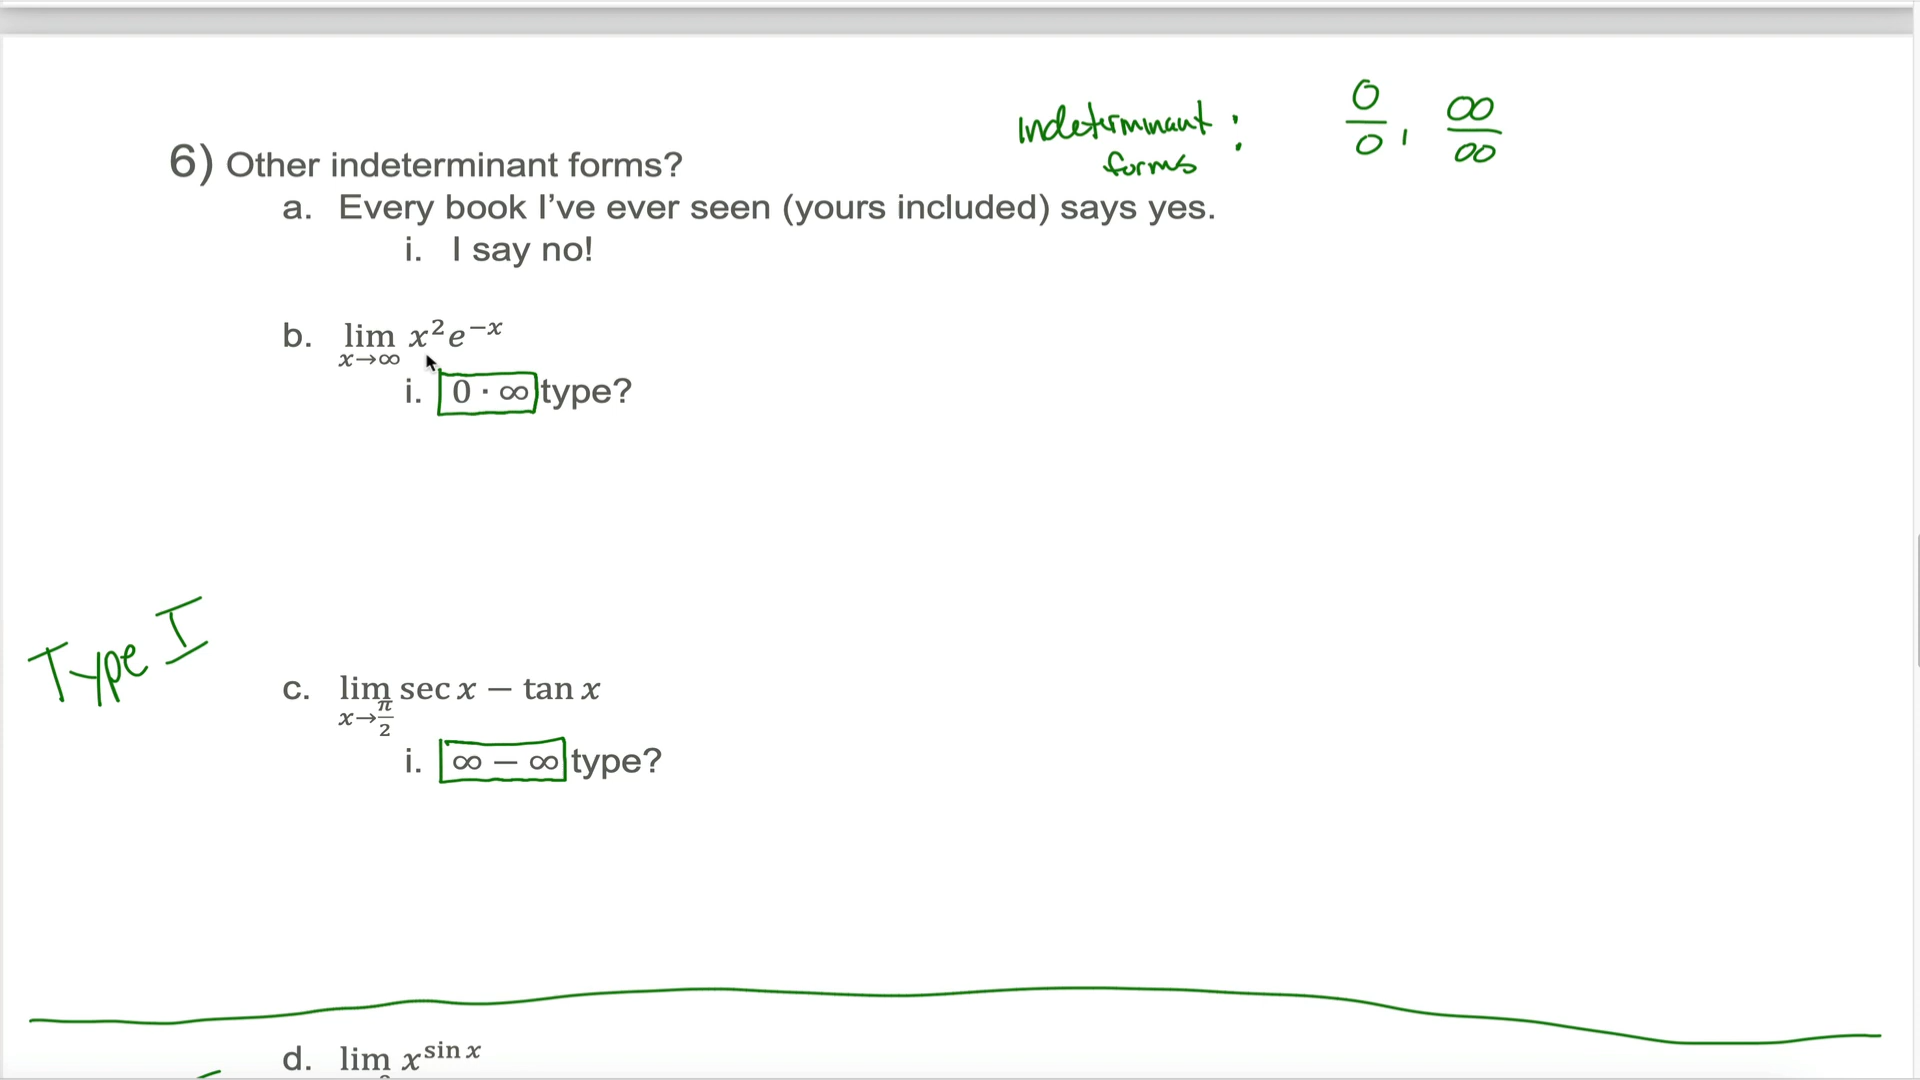 Indeterminant :
forms
0/0 , ∞/∞
6) Other indeterminant forms?
a. Every book I've ever seen (yours included) says yes.
i. I say no!
b. lim x→∞ x²e⁻ˣ
i. 0 · ∞ type?
Type I
c. lim x→π/2 sec x − tan x
i. ∞ − ∞ type?
d. lim x^sin x